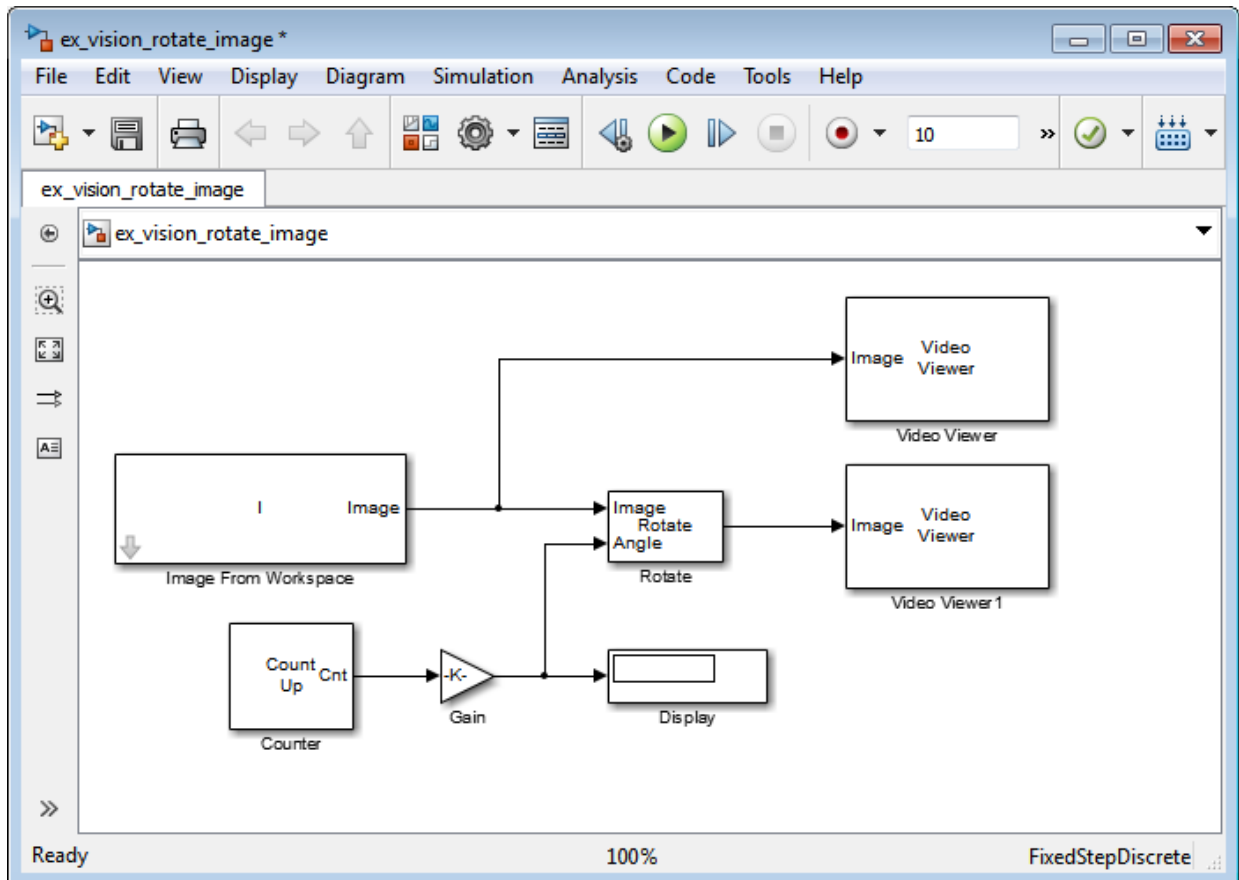 ex_vision_rotate_image *
File Edit View Display Diagram Simulation Analysis Code Tools Help
10 »
ex_vision_rotate_image
ex_vision_rotate_image
Image Video
Viewer
Video Viewer
I Image
Image From Workspace
Image
Rotate
Angle
Rotate
Image Video
Viewer
Video Viewer1
Count
Up
Cnt
Counter
-K-
Gain
Display
A
»
Ready 100% FixedStepDiscrete